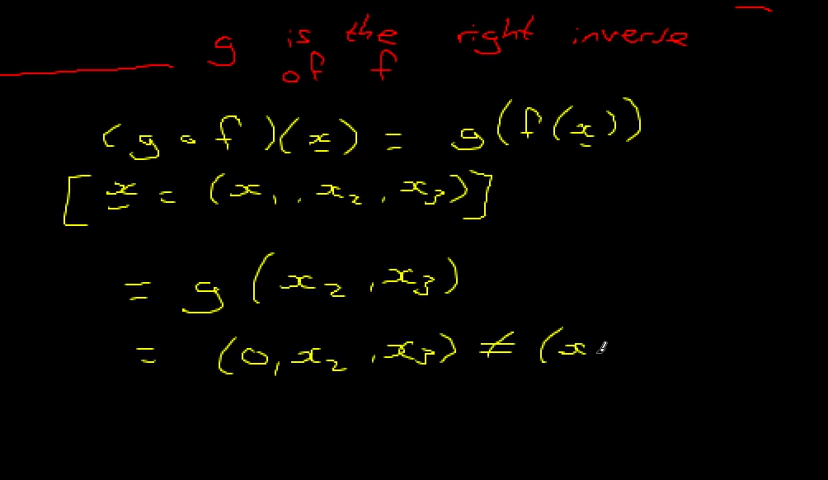 g is the right inverse
of f
(g ∘ f)(x) = g(f(x))
[x = (x₁, x₂, x₃)]
= g(x₂, x₃)
= (0, x₂, x₃) ≠ (x